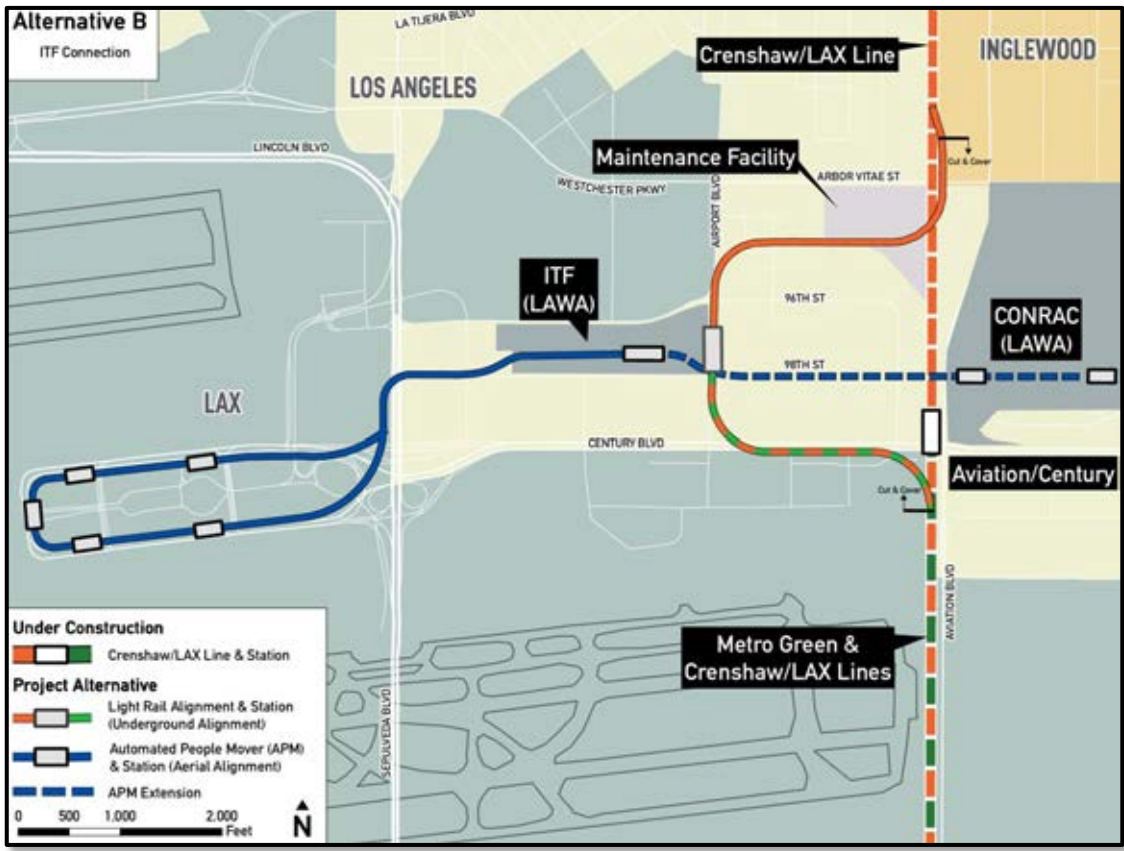 Alternative B
ITF Connection
LA TIJERA BLVD
Crenshaw/LAX Line
INGLEWOOD
LOS ANGELES
LINCOLN BLVD
Maintenance Facility
Cut & Cover
WESTCHESTER PKWY
AIRPORT BLVD
ARBOR VITAE ST
ITF
(LAWA)
96TH ST
CONRAC
(LAWA)
98TH ST
LAX
CENTURY BLVD
Aviation/Century
Cut & Cover
AVIATION BLVD
Metro Green &
Crenshaw/LAX Lines
SEPULVEDA BLVD
Under Construction
Crenshaw/LAX Line & Station
Project Alternative
Light Rail Alignment & Station
(Underground Alignment)
Automated People Mover (APM)
& Station (Aerial Alignment)
APM Extension
0 500 1.000 2.000
Feet
N